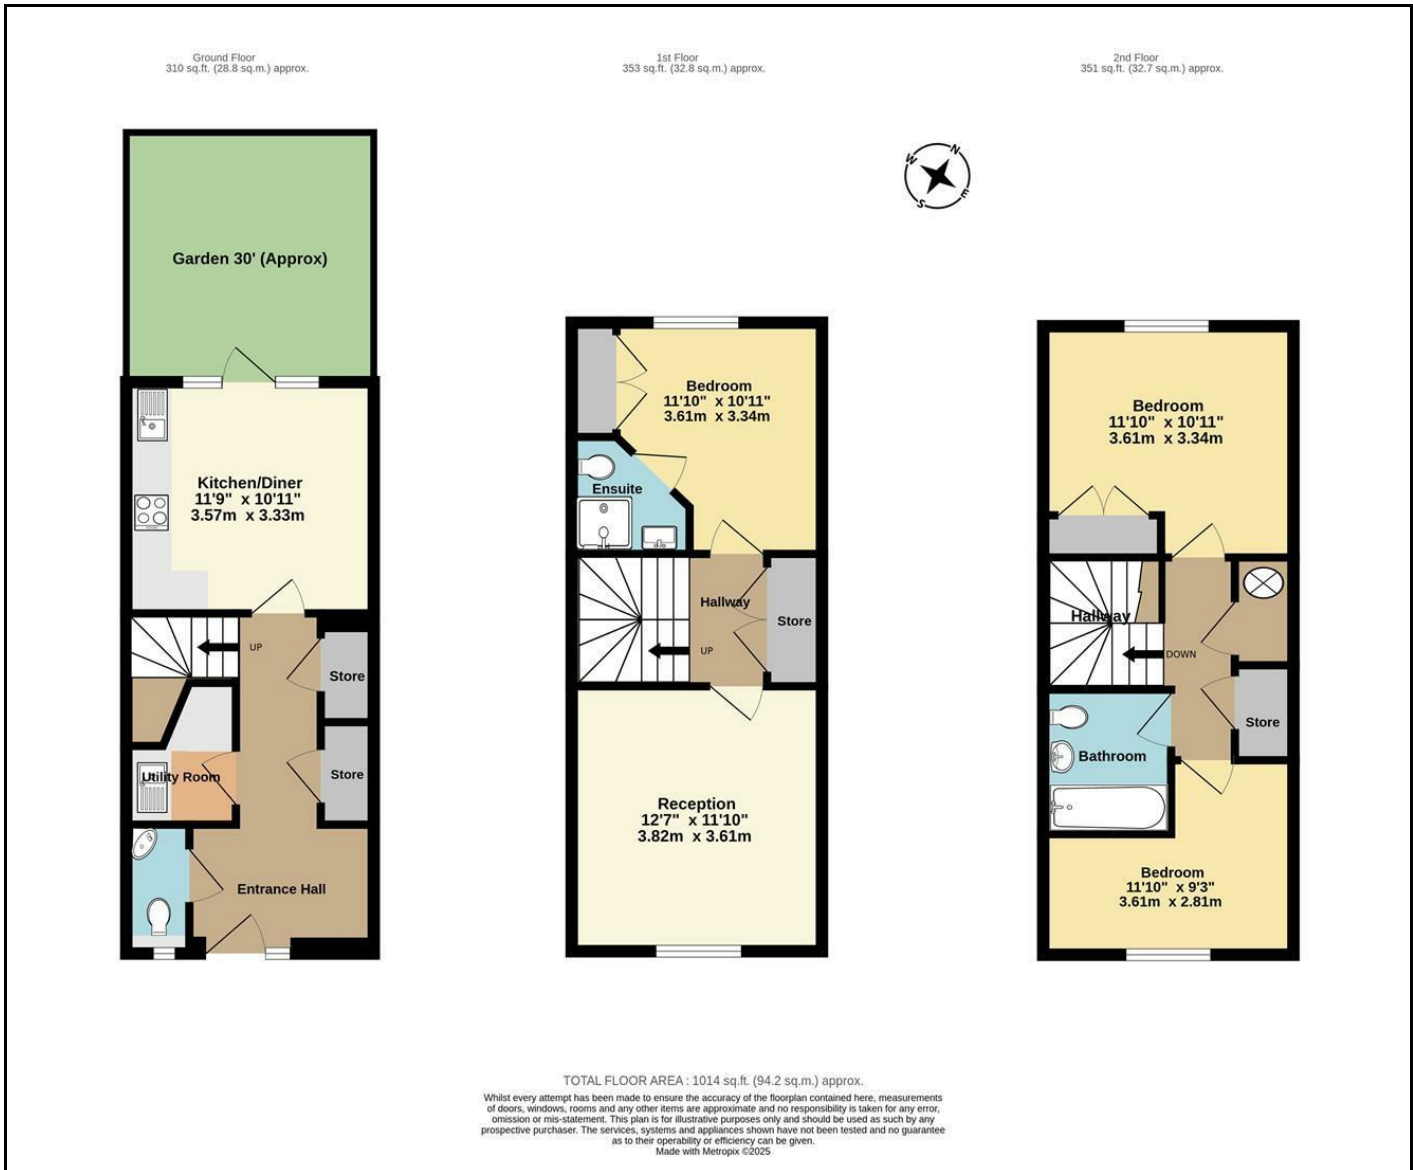 Ground Floor
310 sq.ft. (28.8 sq.m.) approx.
1st Floor
353 sq.ft. (32.8 sq.m.) approx.
2nd Floor
351 sq.ft. (32.7 sq.m.) approx.
N
W
E
S
Garden 30' (Approx)
Kitchen/Diner
11'9" x 10'11"
3.57m x 3.33m
UP
Store
Store
Utility Room
Entrance Hall
Bedroom
11'10" x 10'11"
3.61m x 3.34m
Ensuite
Hallway
Store
UP
Reception
12'7" x 11'10"
3.82m x 3.61m
Bedroom
11'10" x 10'11"
3.61m x 3.34m
Hallway
DOWN
Store
Bathroom
Bedroom
11'10" x 9'3"
3.61m x 2.81m
TOTAL FLOOR AREA : 1014 sq.ft. (94.2 sq.m.) approx.
Whilst every attempt has been made to ensure the accuracy of the floorplan contained here, measurements
of doors, windows, rooms and any other items are approximate and no responsibility is taken for any error,
omission or mis-statement. This plan is for illustrative purposes only and should be used as such by any
prospective purchaser. The services, systems and appliances shown have not been tested and no guarantee
as to their operability or efficiency can be given.
Made with Metropix ©2025